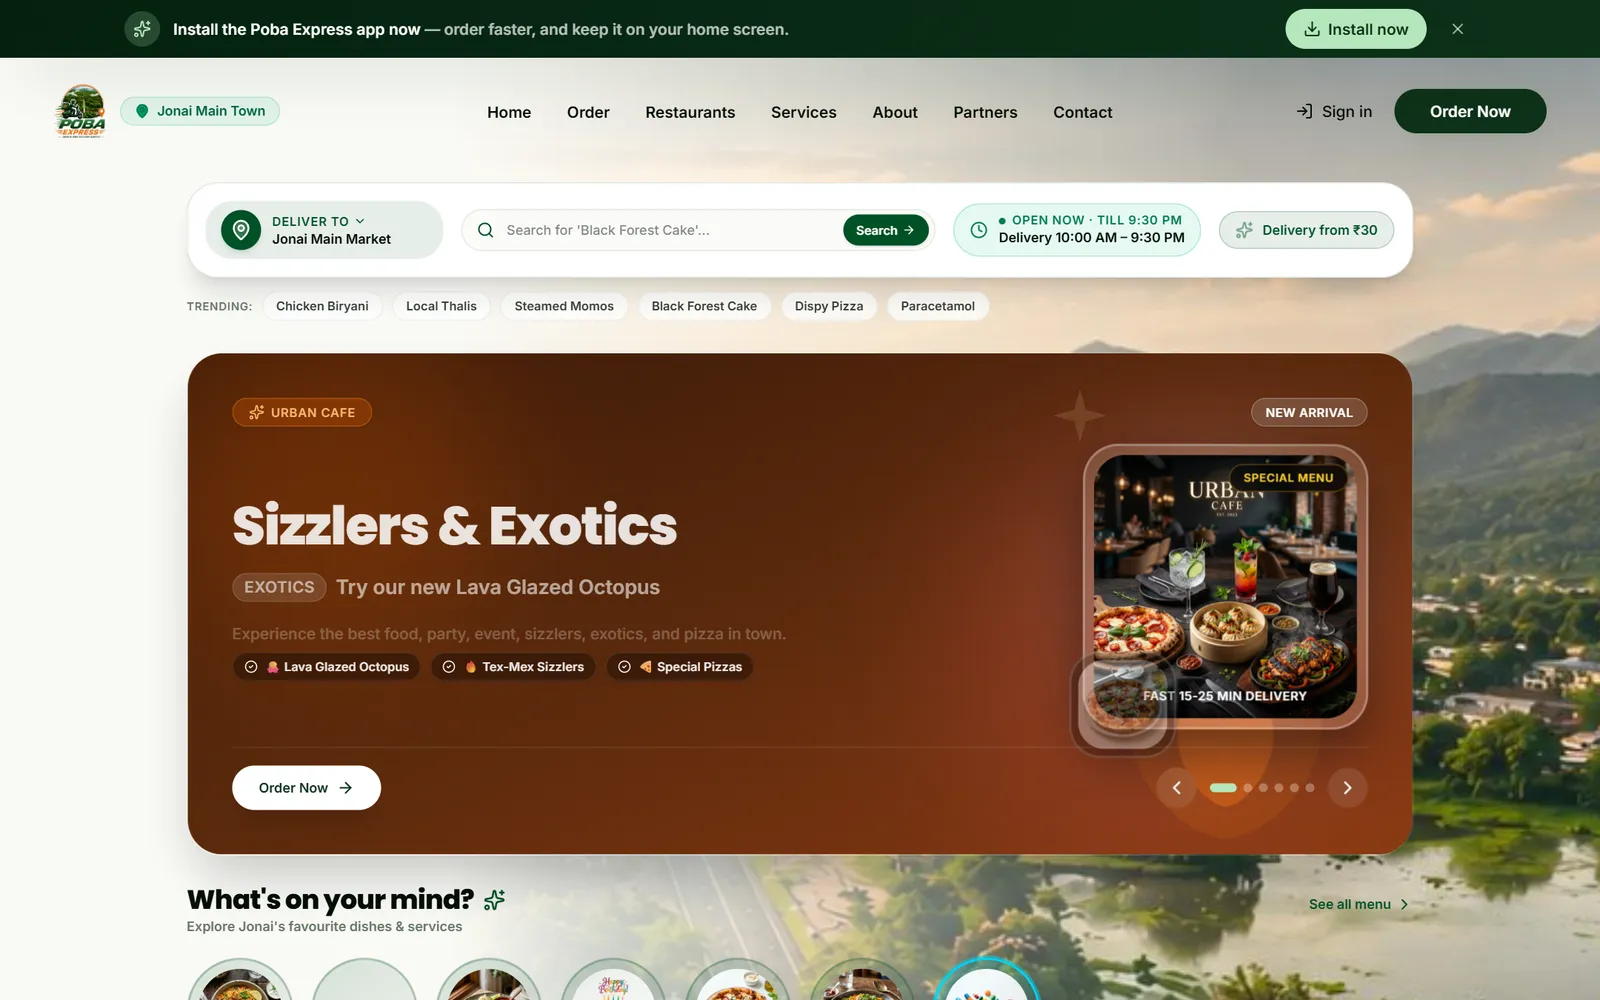 Install the Poba Express app now — order faster, and keep it on your home screen.
Install now
POBA
EXPRESS
Jonai Main Town
Home
Order
Restaurants
Services
About
Partners
Contact
Sign in
Order Now
DELIVER TO
Jonai Main Market
Search for 'Black Forest Cake'...
Search
OPEN NOW · TILL 9:30 PM
Delivery 10:00 AM – 9:30 PM
Delivery from ₹30
TRENDING:
Chicken Biryani
Local Thalis
Steamed Momos
Black Forest Cake
Dispy Pizza
Paracetamol
URBAN CAFE
NEW ARRIVAL
SPECIAL MENU
URBAN
CAFE
Sizzlers & Exotics
EXOTICS
Try our new Lava Glazed Octopus
Experience the best food, party, event, sizzlers, exotics, and pizza in town.
Lava Glazed Octopus
Tex-Mex Sizzlers
Special Pizzas
FAST 15-25 MIN DELIVERY
Order Now
What's on your mind?
Explore Jonai's favourite dishes & services
See all menu
Happy
Birthday!